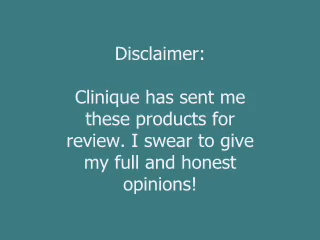 Disclaimer:
Clinique has sent me
these products for
review. I swear to give
my full and honest
opinions!